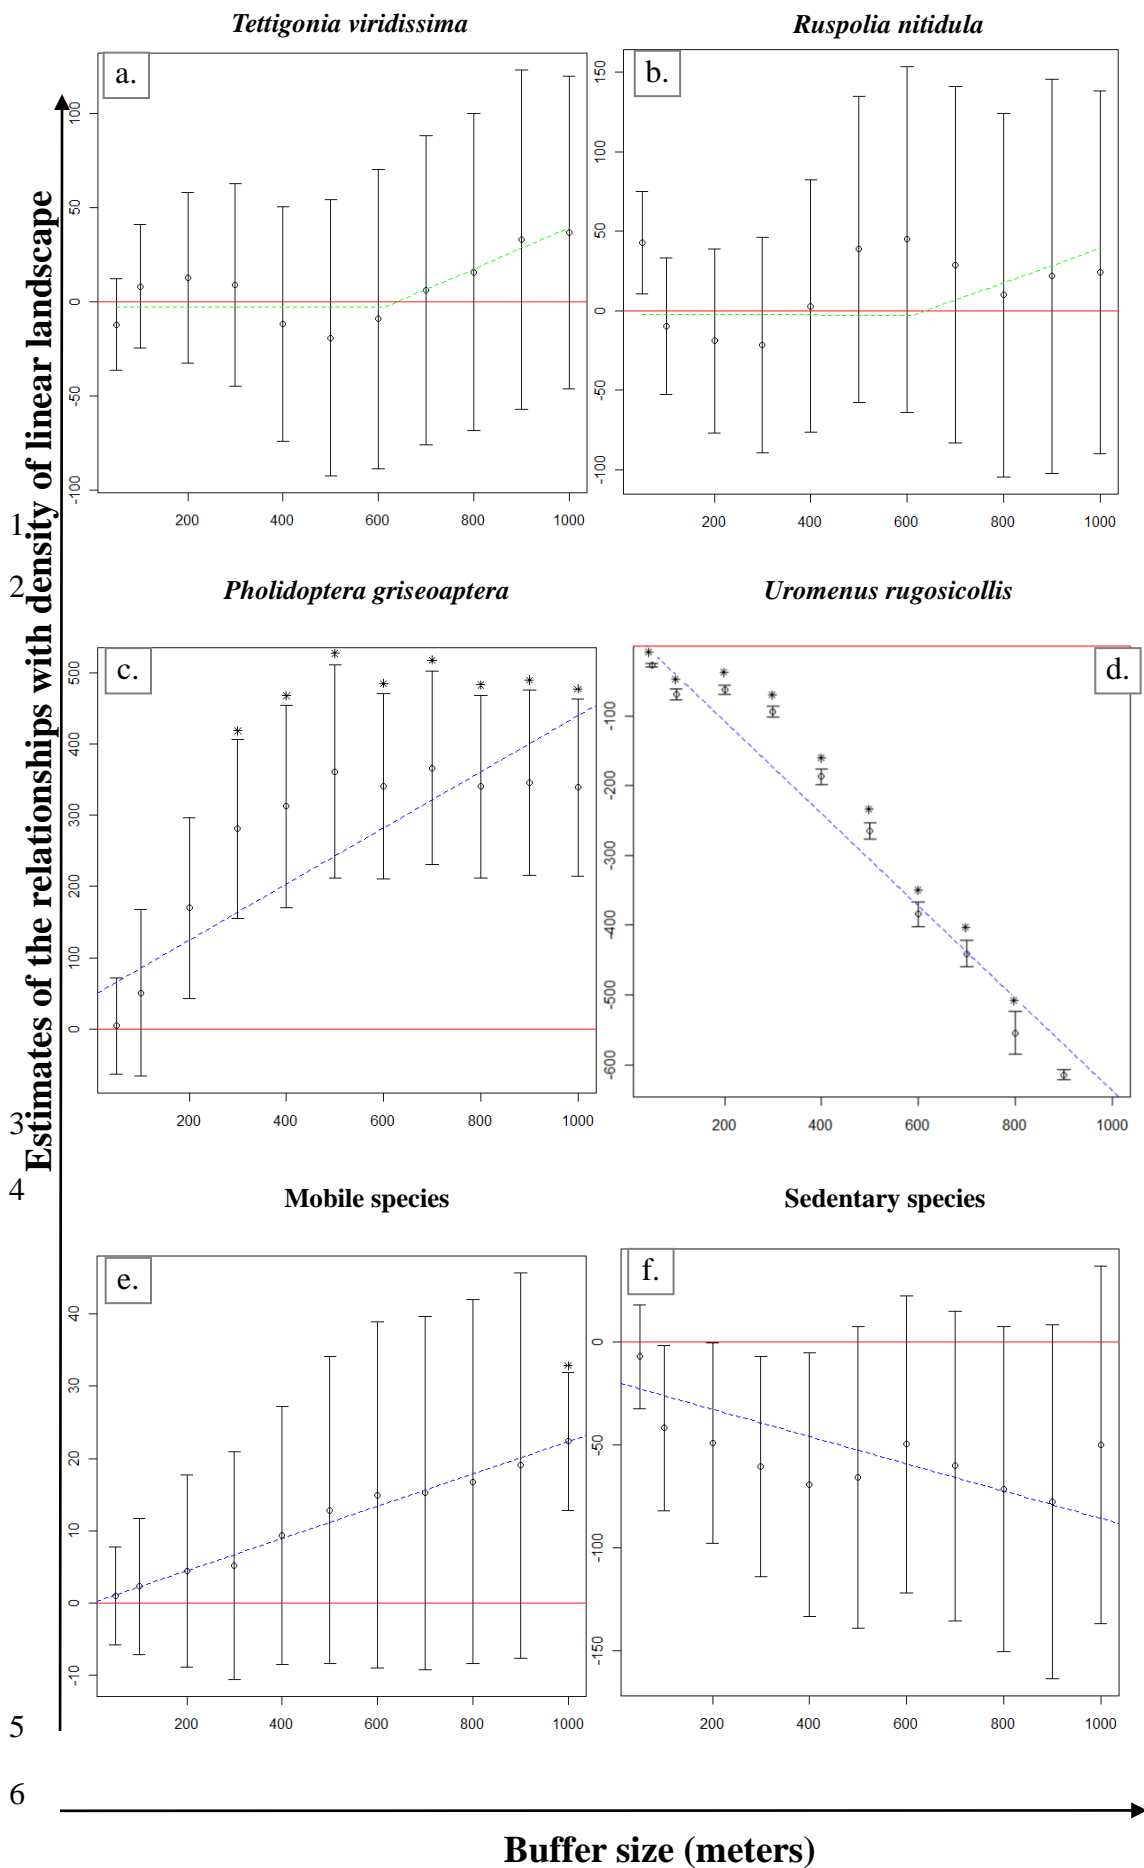 Tettigonia viridissima
Ruspolia nitidula
a.
b.
100
50
0
-50
-100
150
100
50
0
-50
-100
200 400 600 800 1000
200 400 600 800 1000
1
2
Pholidoptera griseoaptera
Uromenus rugosicollis
c.
d.
500
400
300
200
100
0
-100
-200
-300
-400
-500
-600
200 400 600 800 1000
200 400 600 800 1000
3
4
Mobile species
Sedentary species
e.
f.
40
30
20
10
0
-10
0
-50
-100
-150
200 400 600 800 1000
200 400 600 800 1000
5
6
Estimates of the relationships with density of linear landscape
Buffer size (meters)